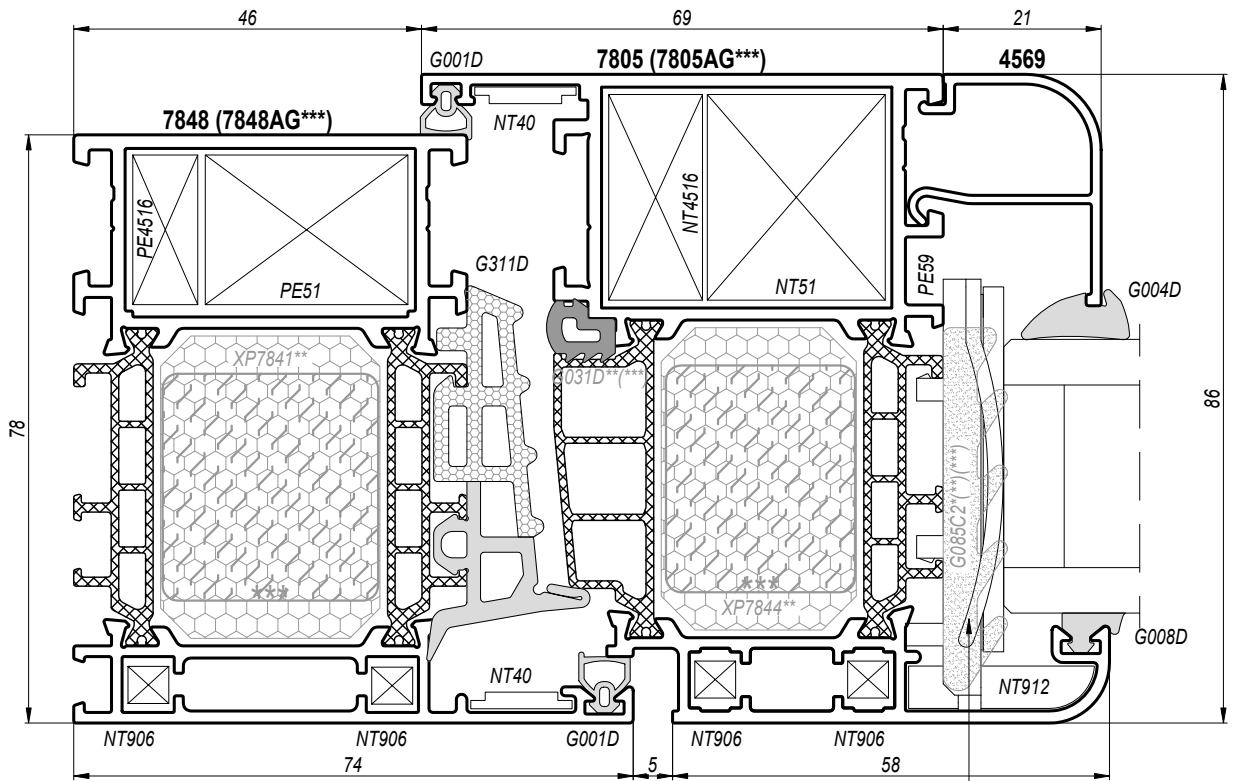 46
69
21
G001D
7805 (7805AG***)
4569
NT40
7848 (7848AG***)
PE4516
NT4516
G311D
PE59
PE51
NT51
G004D
XP7841**
G031D**(***)
78
86
G085C2*(**)(***)
***
***
XP7844**
G008D
NT40
NT912
NT906
NT906
G001D
NT906
NT906
74
5
58